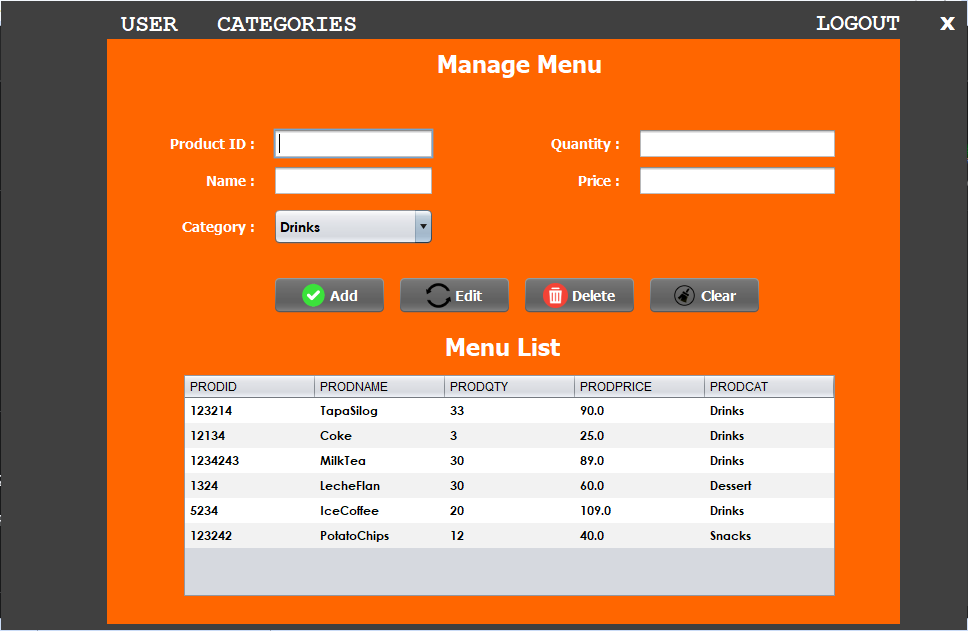 USER CATEGORIES LOGOUT X
Manage Menu
Product ID : Quantity :
Name : Price :
Category : Drinks
Add Edit Delete Clear
Menu List
PRODID PRODNAME PRODQTY PRODPRICE PRODCAT
123214 TapaSilog 33 90.0 Drinks
12134 Coke 3 25.0 Drinks
1234243 MilkTea 30 89.0 Drinks
1324 LecheFlan 30 60.0 Dessert
5234 IceCoffee 20 109.0 Drinks
123242 PotatoChips 12 40.0 Snacks